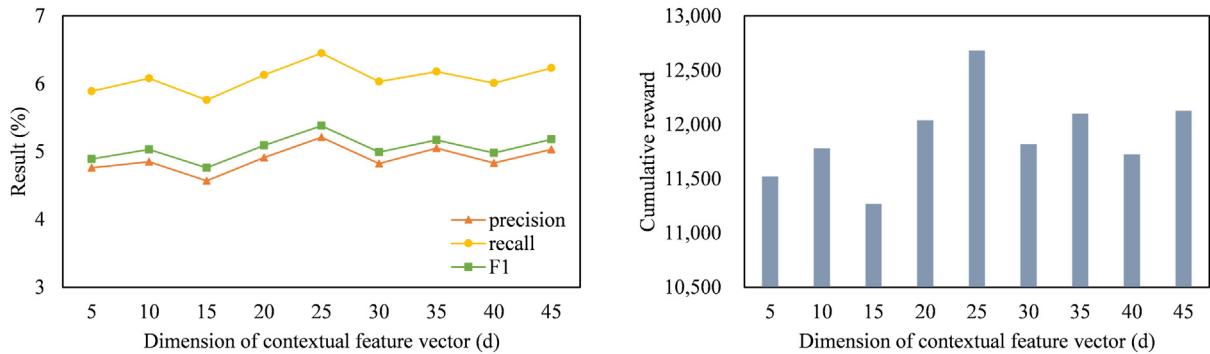 Result (%)
7
6
5
4
3
precision
recall
F1
5 10 15 20 25 30 35 40 45
Dimension of contextual feature vector (d)
Cumulative reward
13,000
12,500
12,000
11,500
11,000
10,500
5 10 15 20 25 30 35 40 45
Dimension of contextual feature vector (d)